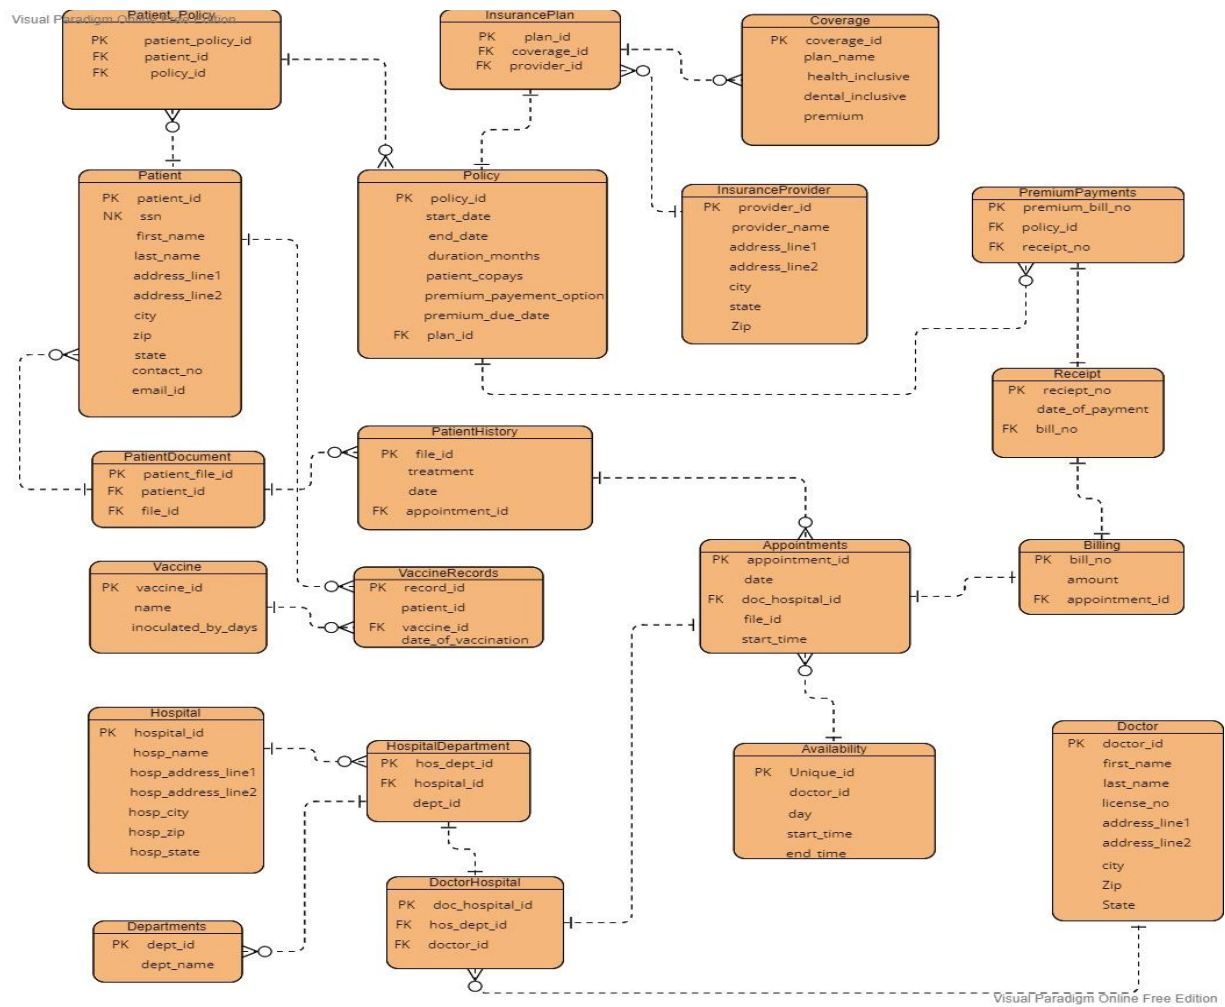 Visual Paradigm Online Free Edition
Patient_Policy
PK patient_policy_id
FK patient_id
FK policy_id
InsurancePlan
PK plan_id
FK coverage_id
FK provider_id
Coverage
PK coverage_id
plan_name
health_inclusive
dental_inclusive
premium
Patient
PK patient_id
NK ssn
first_name
last_name
address_line1
address_line2
city
zip
state
contact_no
email_id
Policy
PK policy_id
start_date
end_date
duration_months
patient_copays
premium_payement_option
premium_due_date
FK plan_id
InsuranceProvider
PK provider_id
provider_name
address_line1
address_line2
city
state
Zip
PremiumPayments
PK premium_bill_no
FK policy_id
FK receipt_no
Receipt
PK reciept_no
date_of_payment
FK bill_no
PatientDocument
PK patient_file_id
FK patient_id
FK file_id
PatientHistory
PK file_id
treatment
date
FK appointment_id
Vaccine
PK vaccine_id
name
inoculated_by_days
VaccineRecords
PK record_id
patient_id
FK vaccine_id
date_of_vaccination
Appointments
PK appointment_id
date
FK doc_hospital_id
file_id
start_time
Billing
PK bill_no
amount
FK appointment_id
Hospital
PK hospital_id
hosp_name
hosp_address_line1
hosp_address_line2
hosp_city
hosp_zip
hosp_state
HospitalDepartment
PK hos_dept_id
FK hospital_id
dept_id
Availability
PK Unique_id
doctor_id
day
start_time
end_time
Doctor
PK doctor_id
first_name
last_name
license_no
address_line1
address_line2
city
Zip
State
Departments
PK dept_id
dept_name
DoctorHospital
PK doc_hospital_id
FK hos_dept_id
FK doctor_id
Visual Paradigm Online Free Edition